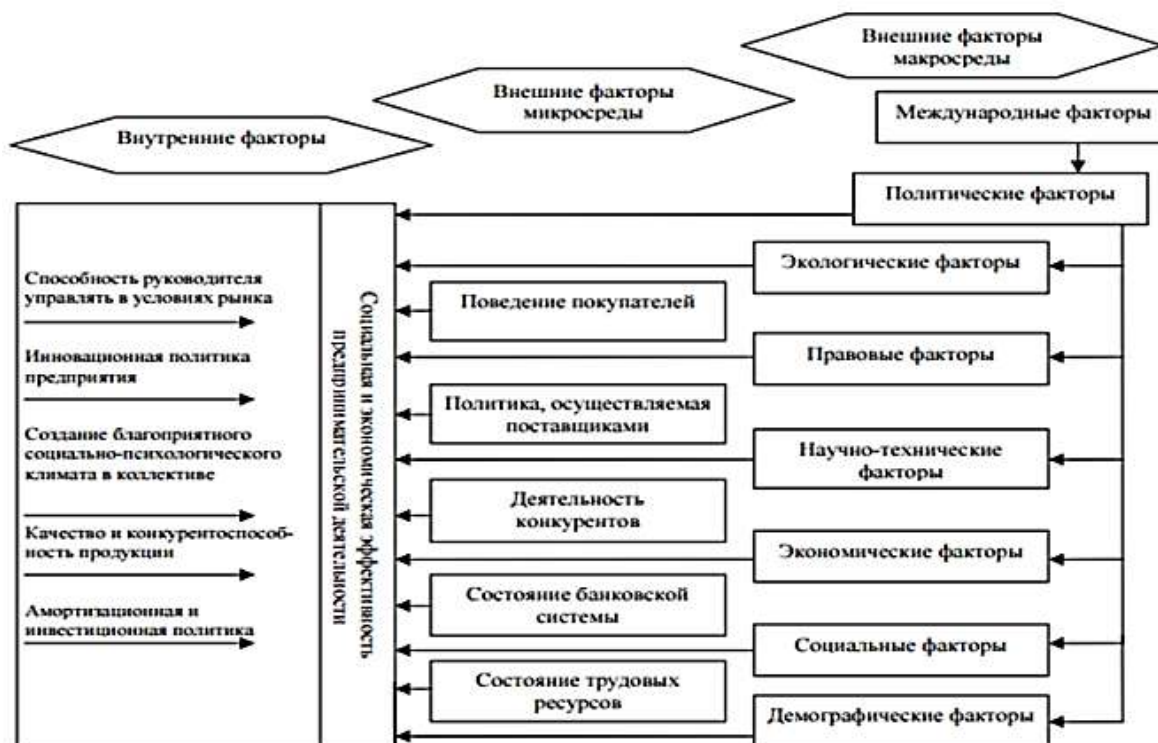 Внешние факторы
макросреды
Внешние факторы
микросреды
Внутренние факторы
Международные факторы
Политические факторы
Способность руководителя
управлять в условиях рынка
Инновационная политика
предприятия
Создание благоприятного
социально-психологического
климата в коллективе
Качество и конкурентоспособ-
ность продукции
Амортизационная и
инвестиционная политика
Социальная и экономическая эффективность
предпринимательской деятельности
Поведение покупателей
Политика, осуществляемая
поставщиками
Деятельность
конкурентов
Состояние банковской
системы
Состояние трудовых
ресурсов
Экологические факторы
Правовые факторы
Научно-технические
факторы
Экономические факторы
Социальные факторы
Демографические факторы